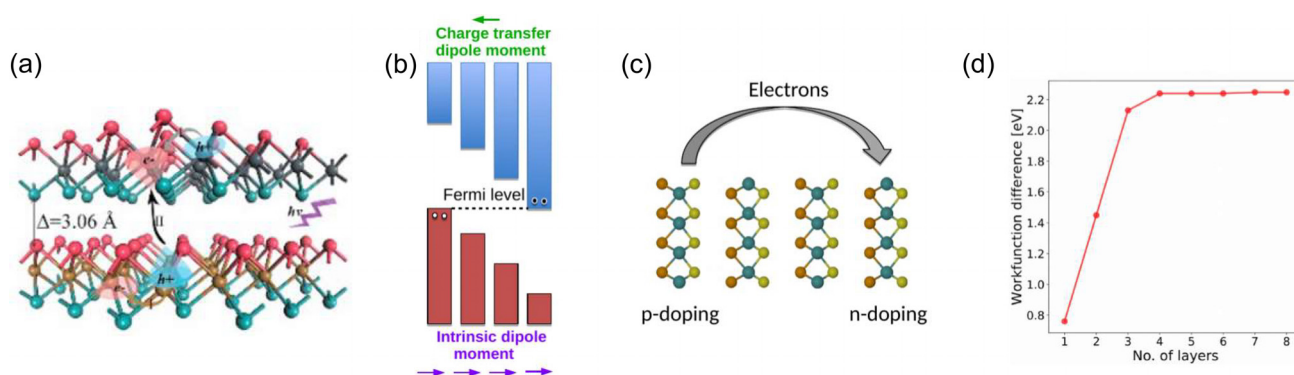 (a)
h+
e-
Δ=3.06 Å
II
hν
e-
h+
(b)
Charge transfer
dipole moment
Fermi level
Intrinsic dipole
moment
(c)
Electrons
p-doping
n-doping
(d)
Workfunction difference [eV]
2.2
2.0
1.8
1.6
1.4
1.2
1.0
0.8
1 2 3 4 5 6 7 8
No. of layers